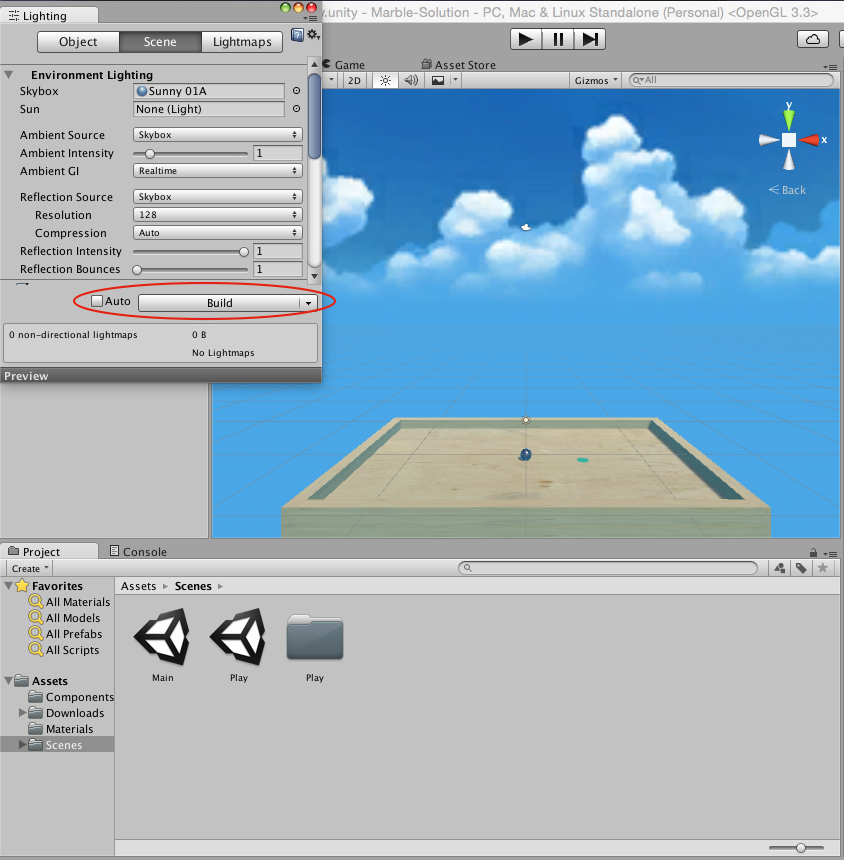 Lighting
y.unity - Marble-Solution - PC, Mac & Linux Standalone (Personal) <OpenGL 3.3>
Object Scene Lightmaps
Game Asset Store
2D Gizmos All
Environment Lighting
Skybox Sunny 01A
Sun None (Light)
Ambient Source Skybox
Ambient Intensity 1
Ambient GI Realtime
Reflection Source Skybox
Resolution 128
Compression Auto
Reflection Intensity 1
Reflection Bounces 1
Auto Build
0 non-directional lightmaps 0 B
No Lightmaps
Preview
y
x
Back
Project Console
Create
Favorites
All Materials
All Models
All Prefabs
All Scripts
Assets
Components
Downloads
Materials
Scenes
Assets Scenes
Main Play Play